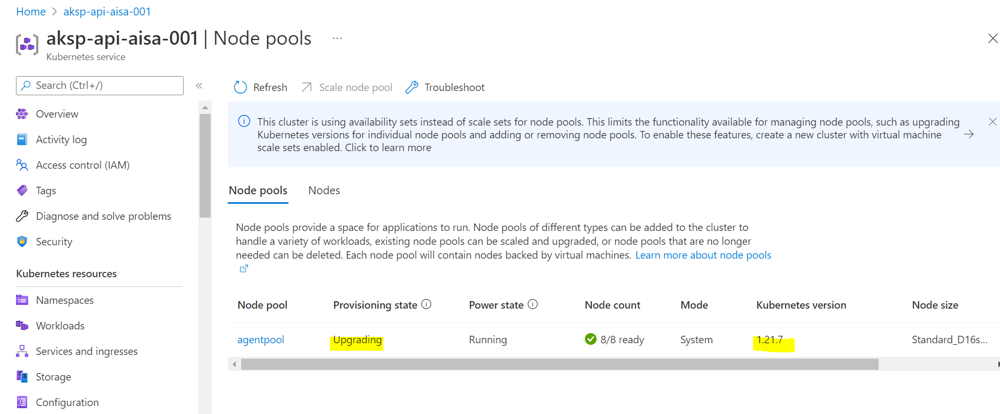 Home > aksp-api-aisa-001
aksp-api-aisa-001 | Node pools ...
Kubernetes service
Search (Ctrl+/)
«
Overview
Activity log
Access control (IAM)
Tags
Diagnose and solve problems
Security
Kubernetes resources
Namespaces
Workloads
Services and ingresses
Storage
Configuration
Refresh Scale node pool Troubleshoot
This cluster is using availability sets instead of scale sets for node pools. This limits the functionality available for managing node pools, such as upgrading
Kubernetes versions for individual node pools and adding or removing node pools. To enable these features, create a new cluster with virtual machine
scale sets enabled. Click to learn more
Node pools Nodes
Node pools provide a space for applications to run. Node pools of different types can be added to the cluster to
handle a variety of workloads, existing node pools can be scaled and upgraded, or node pools that are no longer
needed can be deleted. Each node pool will contain nodes backed by virtual machines. Learn more about node pools
Node pool Provisioning state Power state Node count Mode Kubernetes version Node size
agentpool Upgrading Running 8/8 ready System 1.21.7 Standard_D16s...